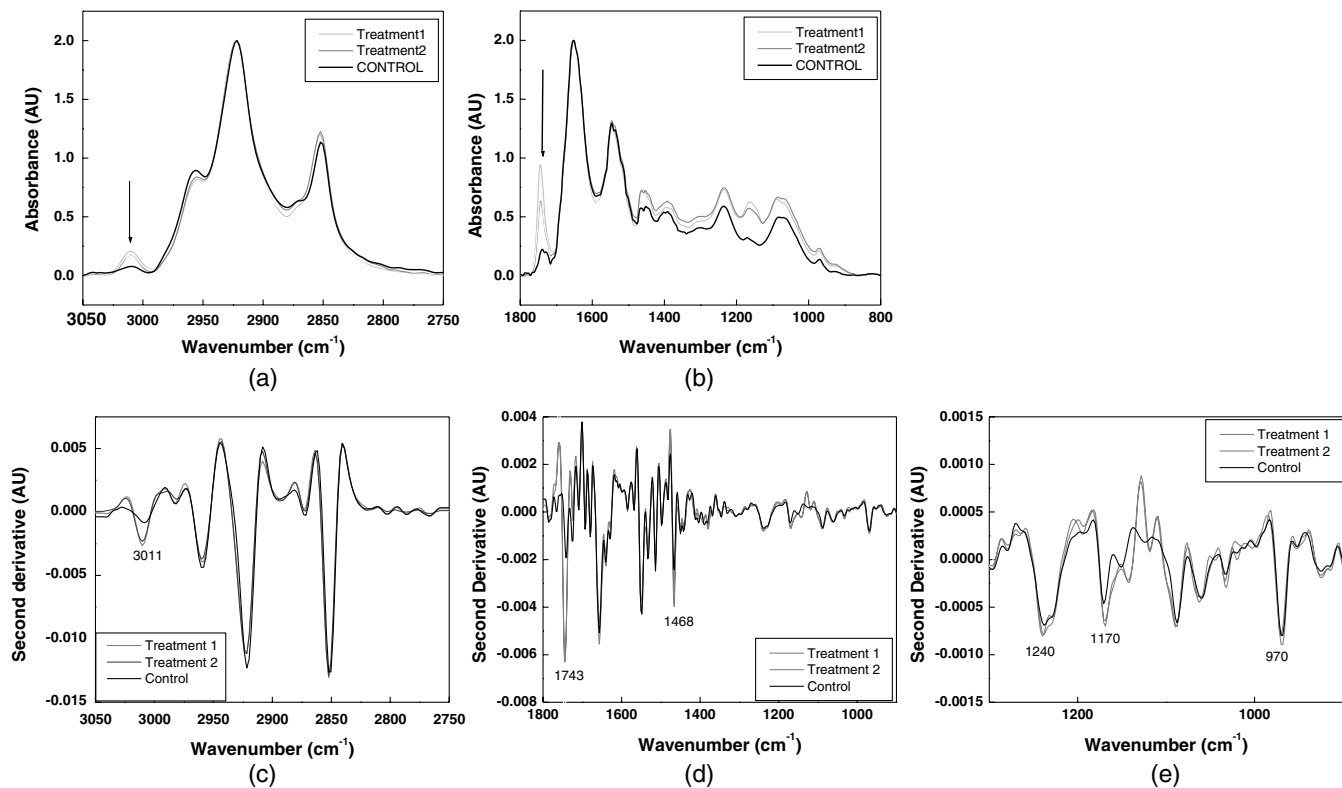 Treatment1
Treatment2
CONTROL
2.0
1.5
1.0
0.5
0.0
Absorbance (AU)
3050 3000 2950 2900 2850 2800 2750
Wavenumber (cm-1)
(a)
Treatment1
Treatment2
CONTROL
2.0
1.5
1.0
0.5
0.0
Absorbance (AU)
1800 1600 1400 1200 1000 800
Wavenumber (cm-1)
(b)
0.005
0.000
-0.005
-0.010
-0.015
Second derivative (AU)
3011
Treatment 1
Treatment 2
Control
3050 3000 2950 2900 2850 2800 2750
Wavenumber (cm-1)
(c)
0.004
0.002
0.000
-0.002
-0.004
-0.006
-0.008
Second Derivative (AU)
1468
1743
Treatment 1
Treatment 2
Control
1800 1600 1400 1200 1000
Wavenumber (cm-1)
(d)
0.0015
0.0010
0.0005
0.0000
-0.0005
-0.0010
-0.0015
Second Derivative (AU)
Treatment 1
Treatment 2
Control
1240
1170
970
1200 1000
Wavenumber (cm-1)
(e)